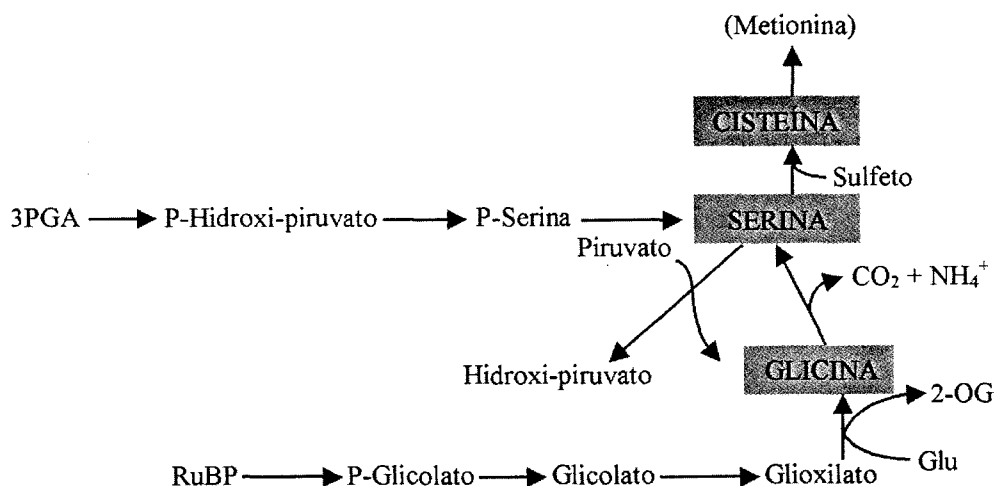 (Metionina)
CISTEÍNA
Sulfeto
3PGA P-Hidroxi-piruvato P-Serina SERINA
Piruvato
CO₂ + NH₄⁺
Hidroxi-piruvato GLICINA
2-OG
RuBP P-Glicolato Glicolato Glioxilato Glu